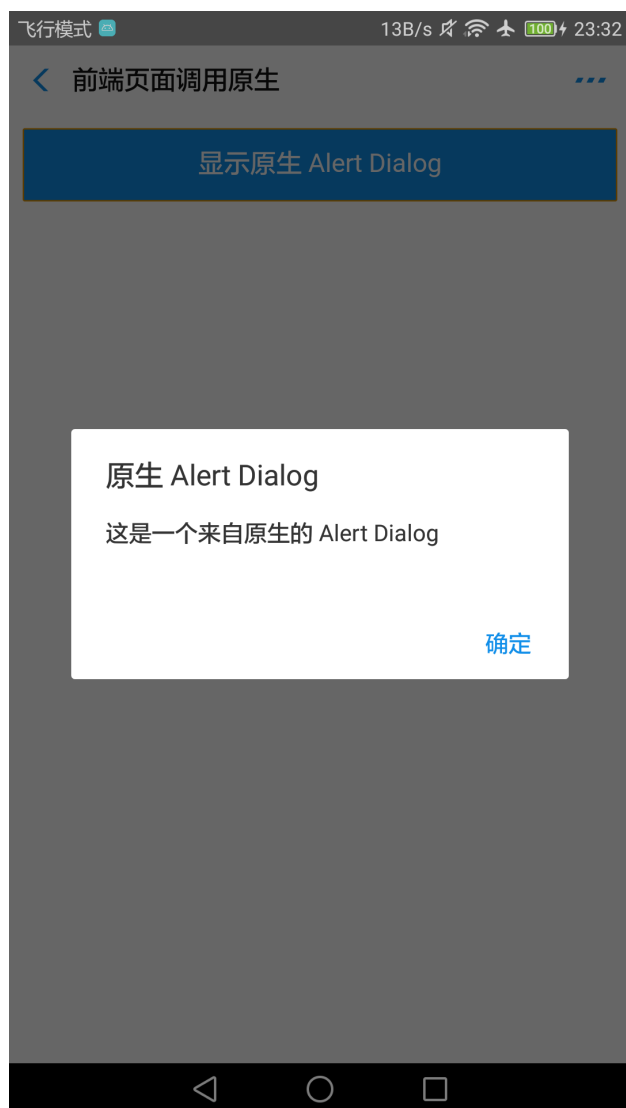 飞行模式 13B/s 100 23:32
前端页面调用原生
显示原生 Alert Dialog
原生 Alert Dialog
这是一个来自原生的 Alert Dialog
确定